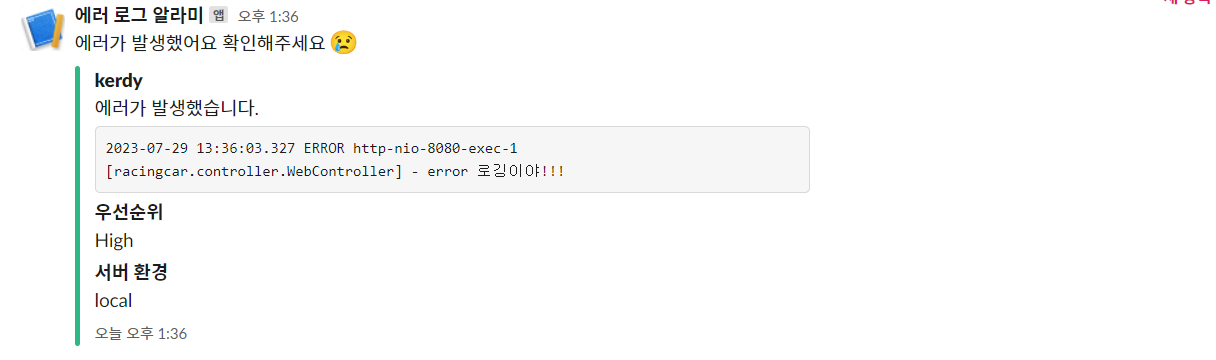 에러 로그 알라미 앱 오후 1:36
에러가 발생했어요 확인해주세요 😢
kerdy
에러가 발생했습니다.
2023-07-29 13:36:03.327 ERROR http-nio-8080-exec-1
[racingcar.controller.WebController] - error 로깅이야!!!
우선순위
High
서버 환경
local
오늘 오후 1:36